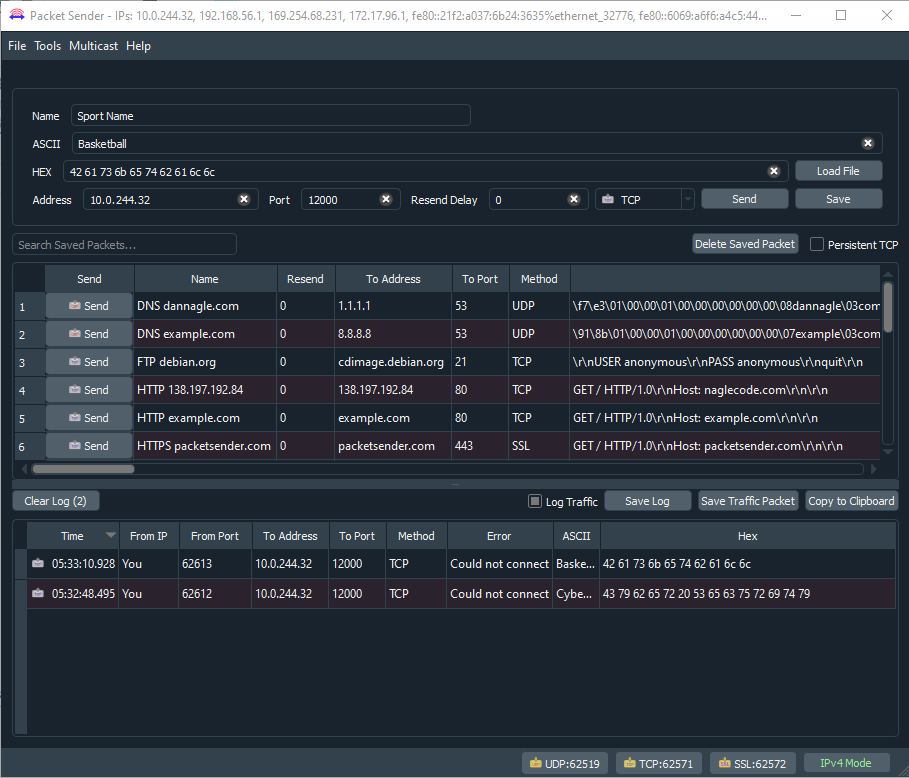 Packet Sender - IPs: 10.0.244.32, 192.168.56.1, 169.254.68.231, 172.17.96.1, fe80::21f2:a037:6b24:3635%ethernet_32776, fe80::6069:a6f6:a4c5:44...
File Tools Multicast Help
Name Sport Name
ASCII Basketball
HEX 42 61 73 6b 65 74 62 61 6c 6c Load File
Address 10.0.244.32 Port 12000 Resend Delay 0 TCP Send Save
Search Saved Packets... Delete Saved Packet Persistent TCP
Send Name Resend To Address To Port Method
1 Send DNS dannagle.com 0 1.1.1.1 53 UDP \f7\e3\01\00\00\01\00\00\00\00\00\00\08dannagle\03com
2 Send DNS example.com 0 8.8.8.8 53 UDP \91\8b\01\00\00\01\00\00\00\00\00\00\07example\03com
3 Send FTP debian.org 0 cdimage.debian.org 21 TCP \r\nUSER anonymous\r\nPASS anonymous\r\nquit\r\n
4 Send HTTP 138.197.192.84 0 138.197.192.84 80 TCP GET / HTTP/1.0\r\nHost: naglecode.com\r\n\r\n
5 Send HTTP example.com 0 example.com 80 TCP GET / HTTP/1.0\r\nHost: example.com\r\n\r\n
6 Send HTTPS packetsender.com 0 packetsender.com 443 SSL GET / HTTP/1.0\r\nHost: packetsender.com\r\n\r\n
Clear Log (2) Log Traffic Save Log Save Traffic Packet Copy to Clipboard
Time From IP From Port To Address To Port Method Error ASCII Hex
05:33:10.928 You 62613 10.0.244.32 12000 TCP Could not connect Baske... 42 61 73 6b 65 74 62 61 6c 6c
05:32:48.495 You 62612 10.0.244.32 12000 TCP Could not connect Cybe... 43 79 62 65 72 20 53 65 63 75 72 69 74 79
UDP:62519 TCP:62571 SSL:62572 IPv4 Mode